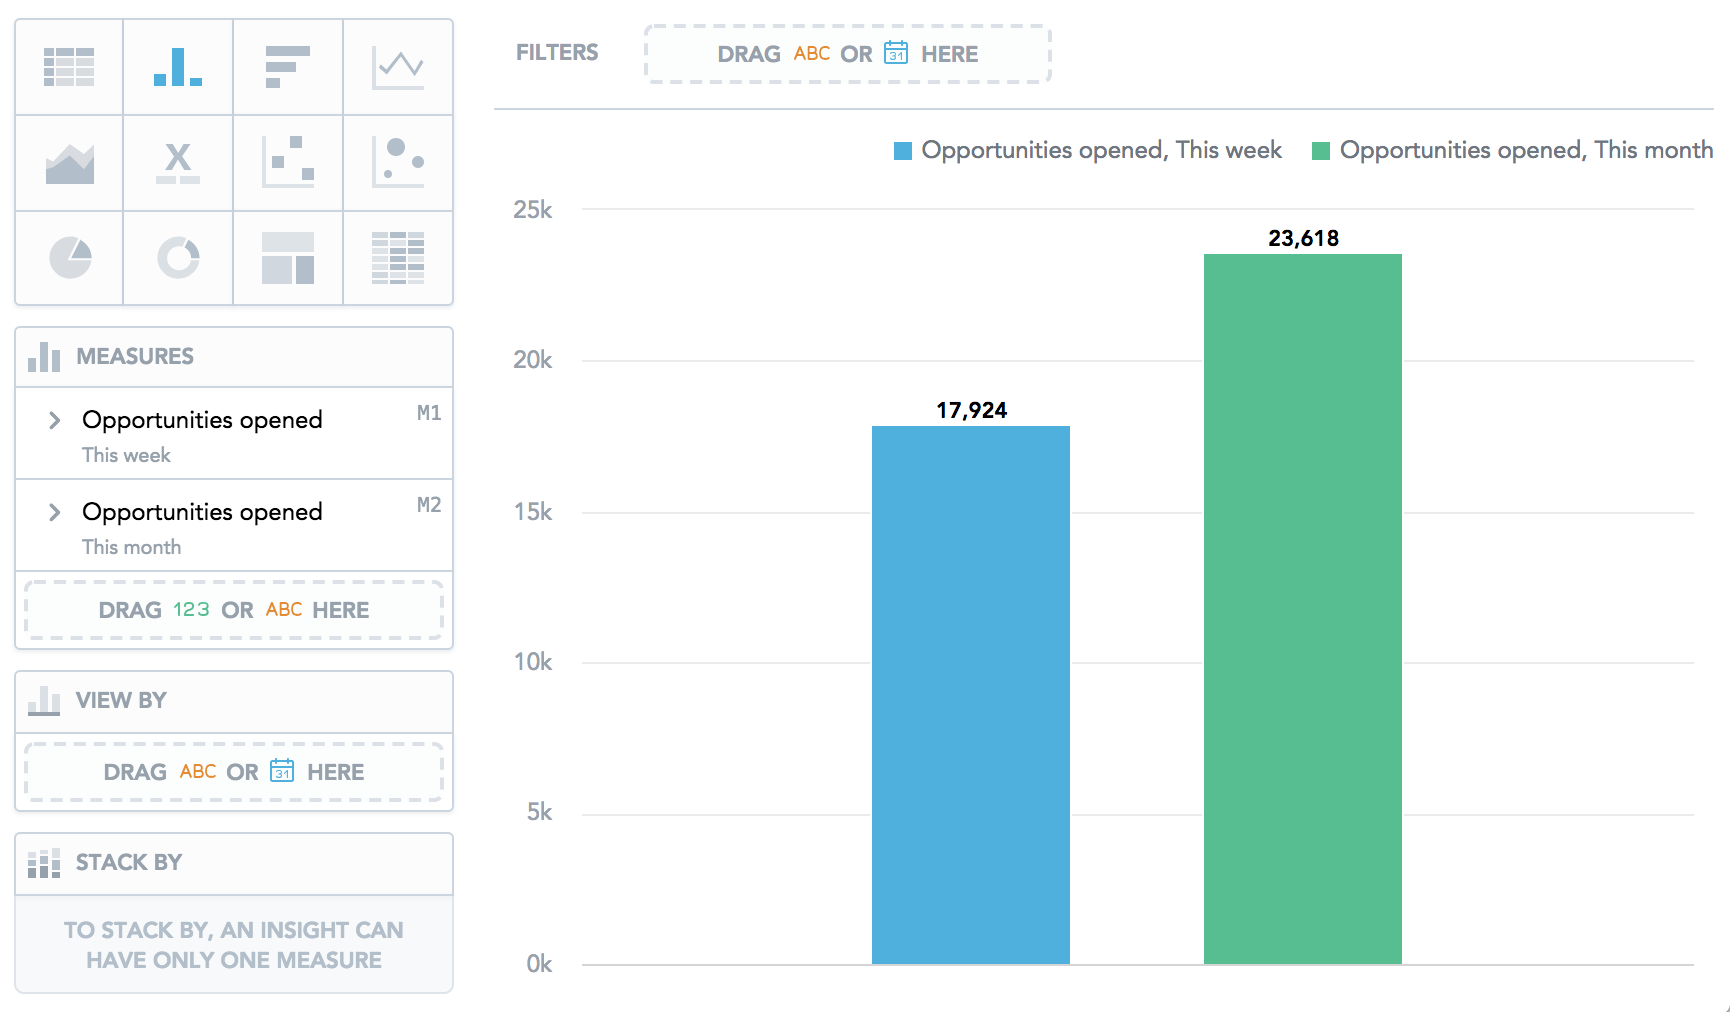 X
MEASURES
Opportunities opened M1
This week
Opportunities opened M2
This month
DRAG 123 OR ABC HERE
VIEW BY
DRAG ABC OR 31 HERE
STACK BY
TO STACK BY, AN INSIGHT CAN
HAVE ONLY ONE MEASURE
FILTERS DRAG ABC OR 31 HERE
Opportunities opened, This week Opportunities opened, This month
25k
23,618
20k
17,924
15k
10k
5k
0k